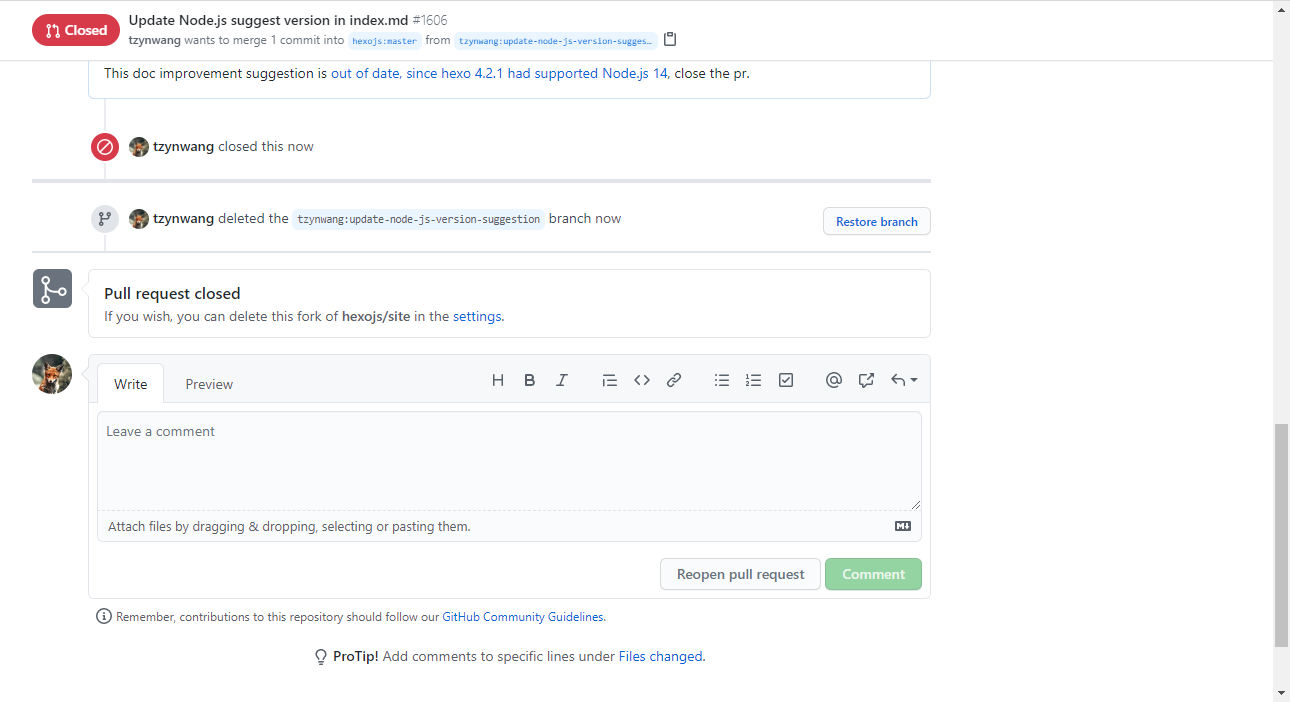 Closed
Update Node.js suggest version in index.md #1606
tzynwang wants to merge 1 commit into hexojs:master from tzynwang:update-node-js-version-sugges…
This doc improvement suggestion is out of date, since hexo 4.2.1 had supported Node.js 14, close the pr.
tzynwang closed this now
tzynwang deleted the tzynwang:update-node-js-version-suggestion branch now
Restore branch
Pull request closed
If you wish, you can delete this fork of hexojs/site in the settings.
Write Preview
Leave a comment
Attach files by dragging & dropping, selecting or pasting them.
Reopen pull request Comment
Remember, contributions to this repository should follow our GitHub Community Guidelines.
ProTip! Add comments to specific lines under Files changed.